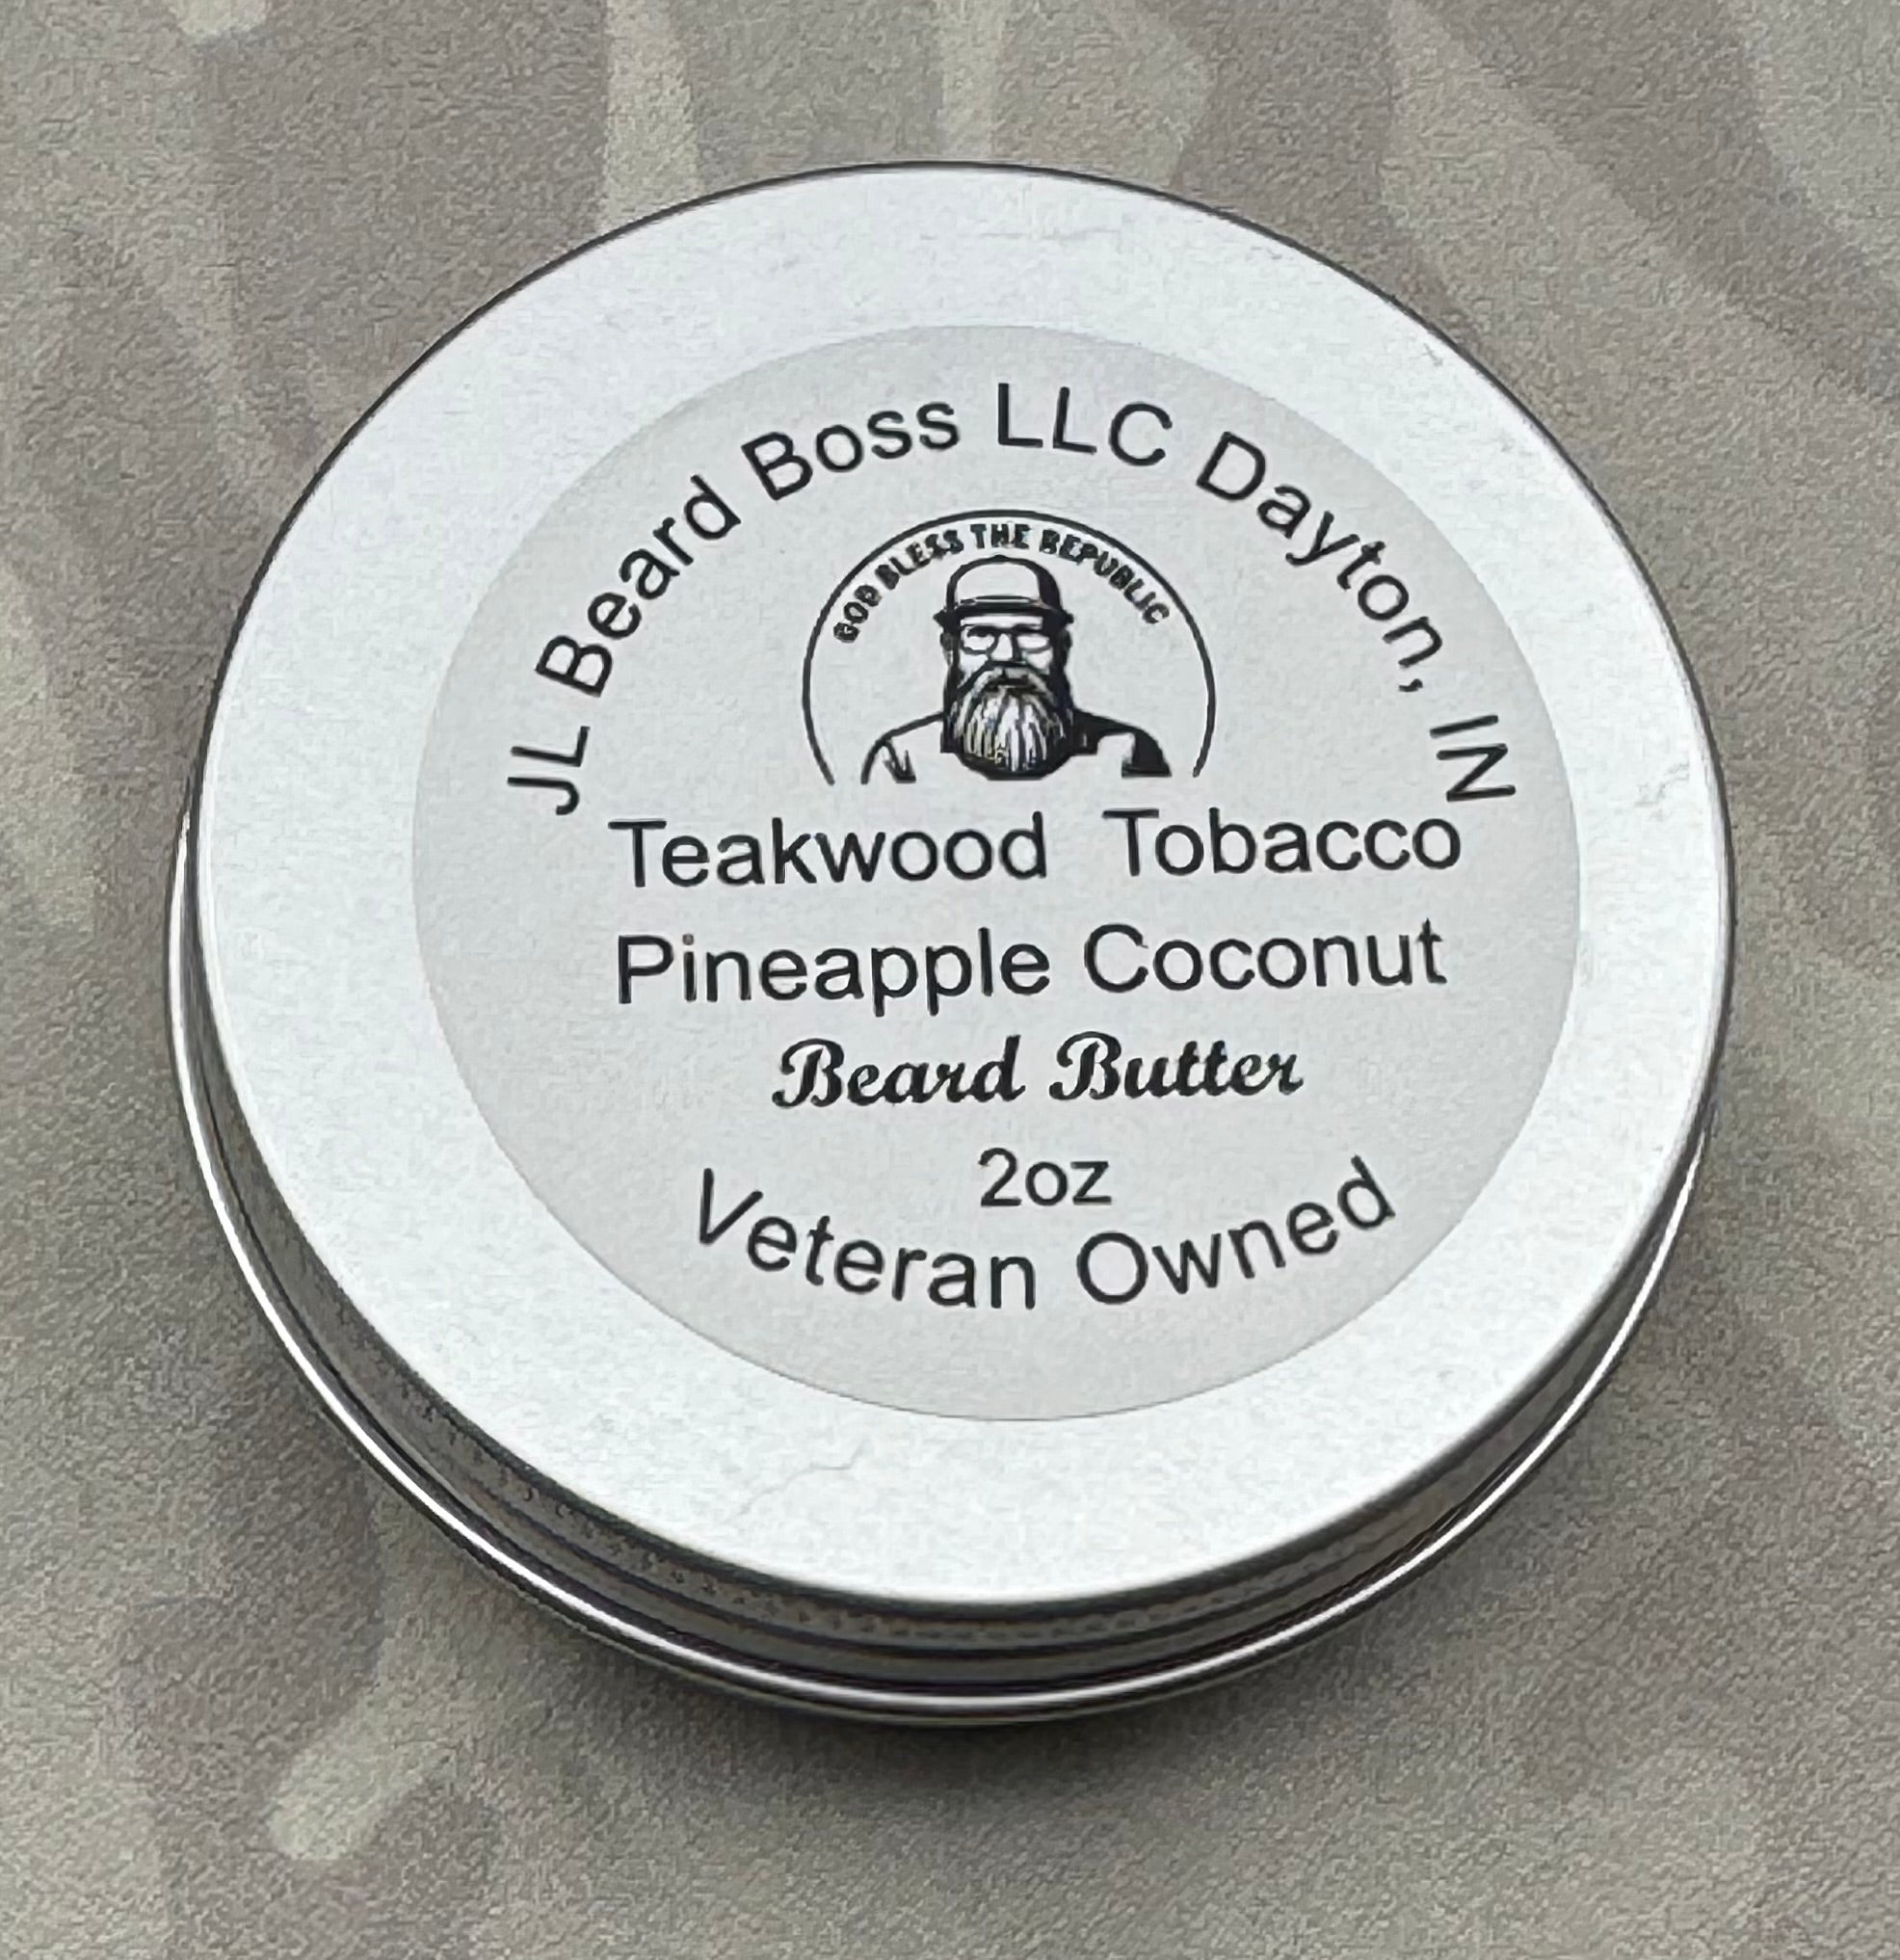 JL Beard Boss LLC Dayton, IN
GOD BLESS THE REPUBLIC
Teakwood Tobacco
Pineapple Coconut
Beard Butter
2oz
Veteran Owned